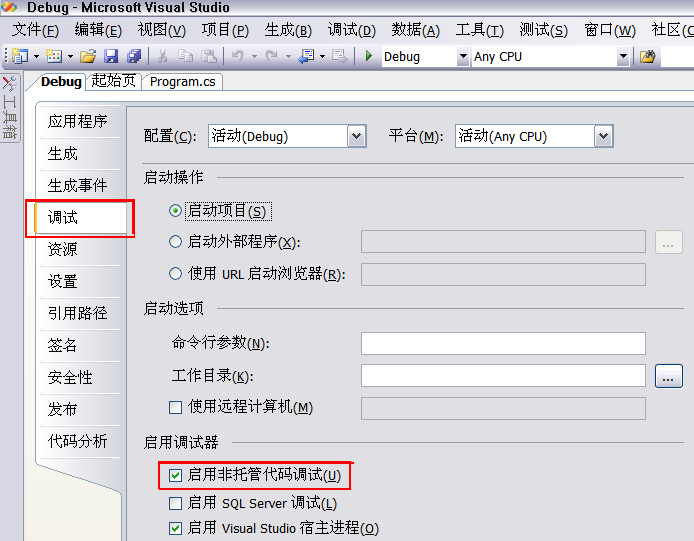 Debug - Microsoft Visual Studio
文件(F) 编辑(E) 视图(V) 项目(P) 生成(B) 调试(D) 数据(A) 工具(T) 测试(S) 窗口(W) 社区(C
Debug Any CPU
工具箱
Debug 起始页 Program.cs
应用程序
生成
生成事件
调试
资源
设置
引用路径
签名
安全性
发布
代码分析
配置(C): 活动(Debug) 平台(M): 活动(Any CPU)
启动操作
启动项目(S)
启动外部程序(X): ...
使用 URL 启动浏览器(R):
启动选项
命令行参数(N):
工作目录(K): ...
使用远程计算机(M)
启用调试器
启用非托管代码调试(U)
启用 SQL Server 调试(L)
启用 Visual Studio 宿主进程(O)